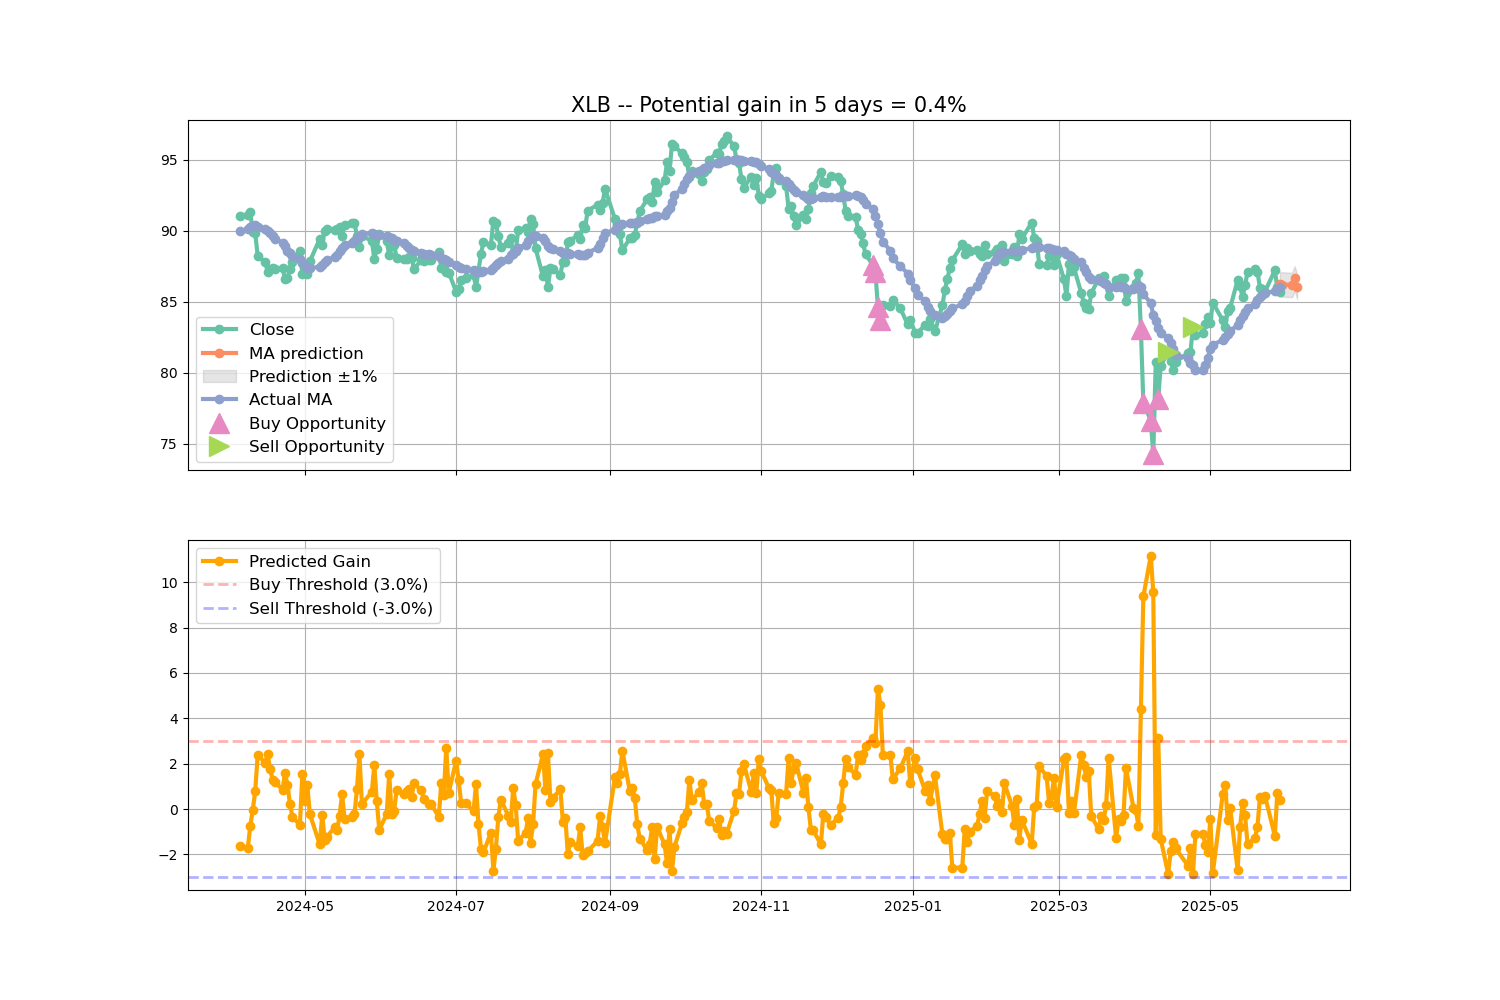 XLB -- Potential gain in 5 days = 0.4%
95
90
85
80
75
Close
MA prediction
Prediction ±1%
Actual MA
Buy Opportunity
Sell Opportunity
10
8
6
4
2
0
−2
Predicted Gain
Buy Threshold (3.0%)
Sell Threshold (-3.0%)
2024-05
2024-07
2024-09
2024-11
2025-01
2025-03
2025-05